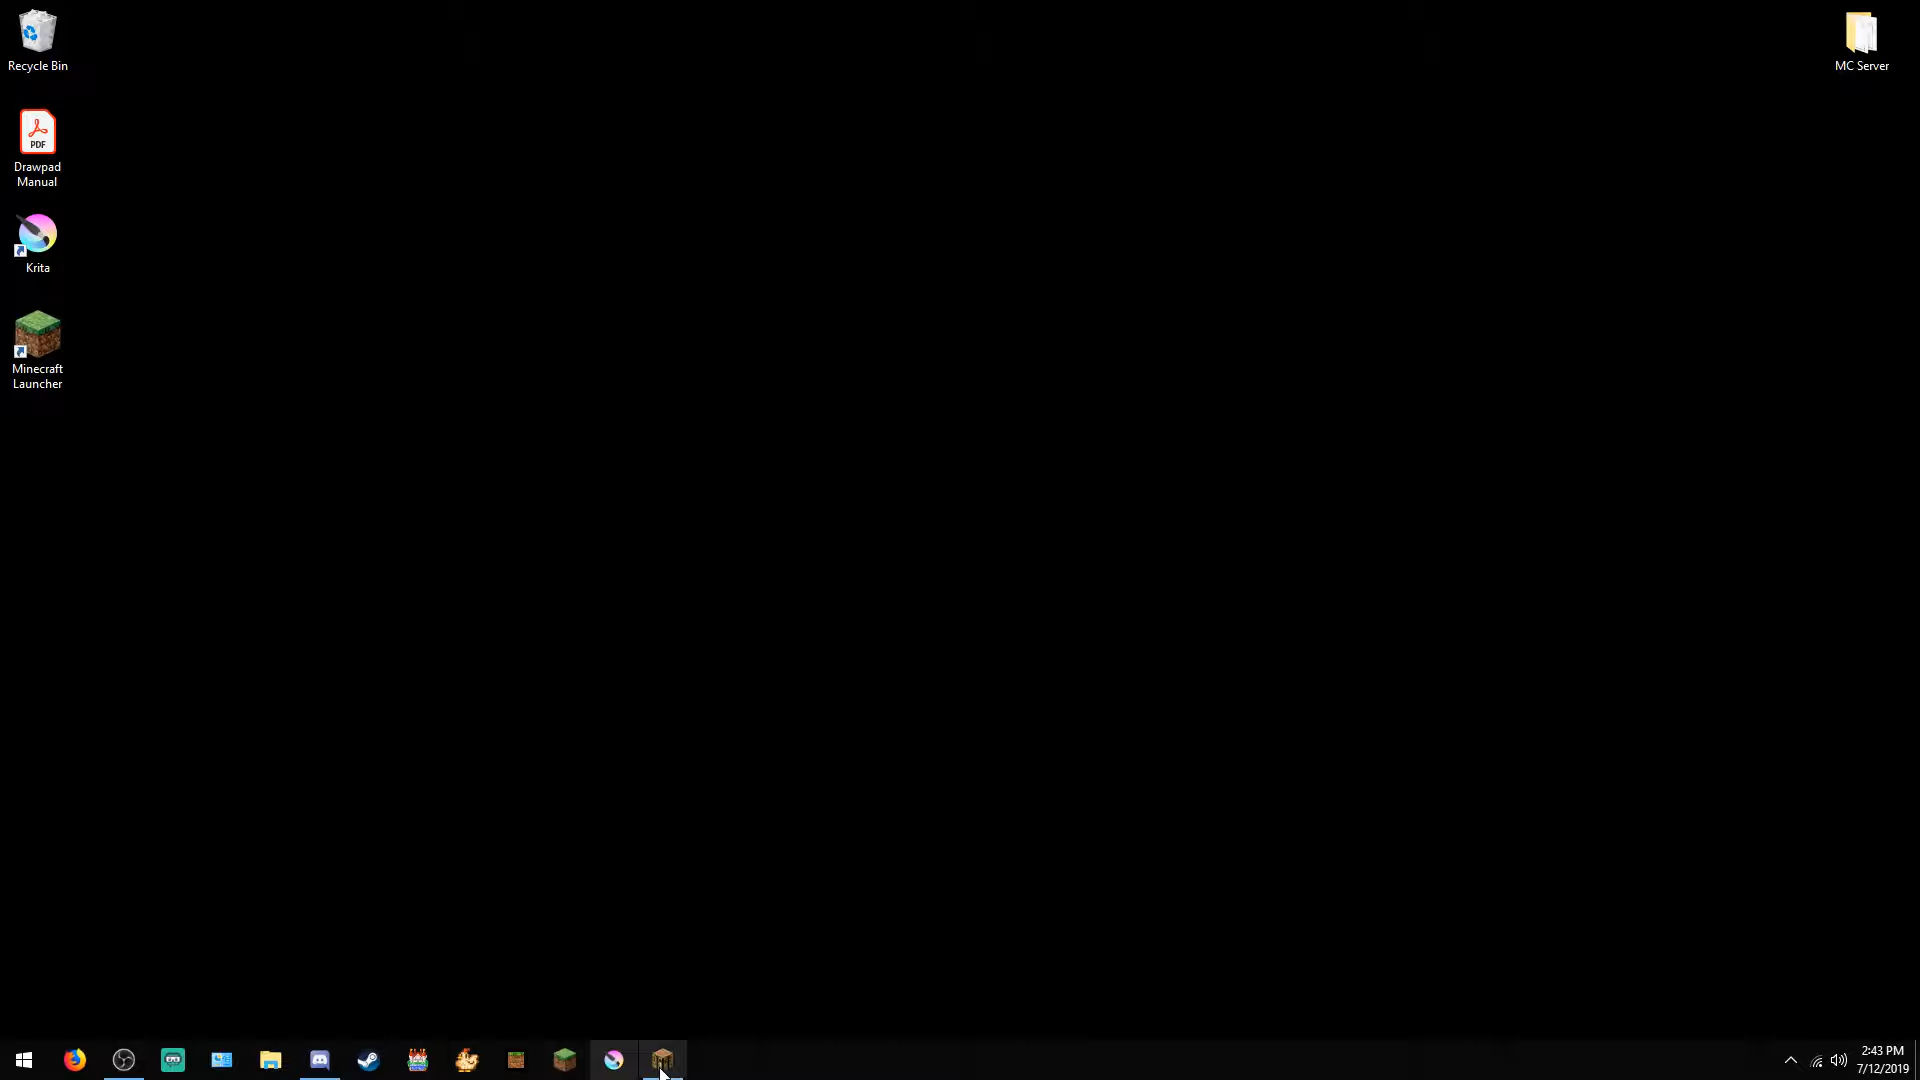 Recycle Bin
MC Server
PDF
Drawpad
Manual
Krita
Minecraft
Launcher
2:43 PM
7/12/2019